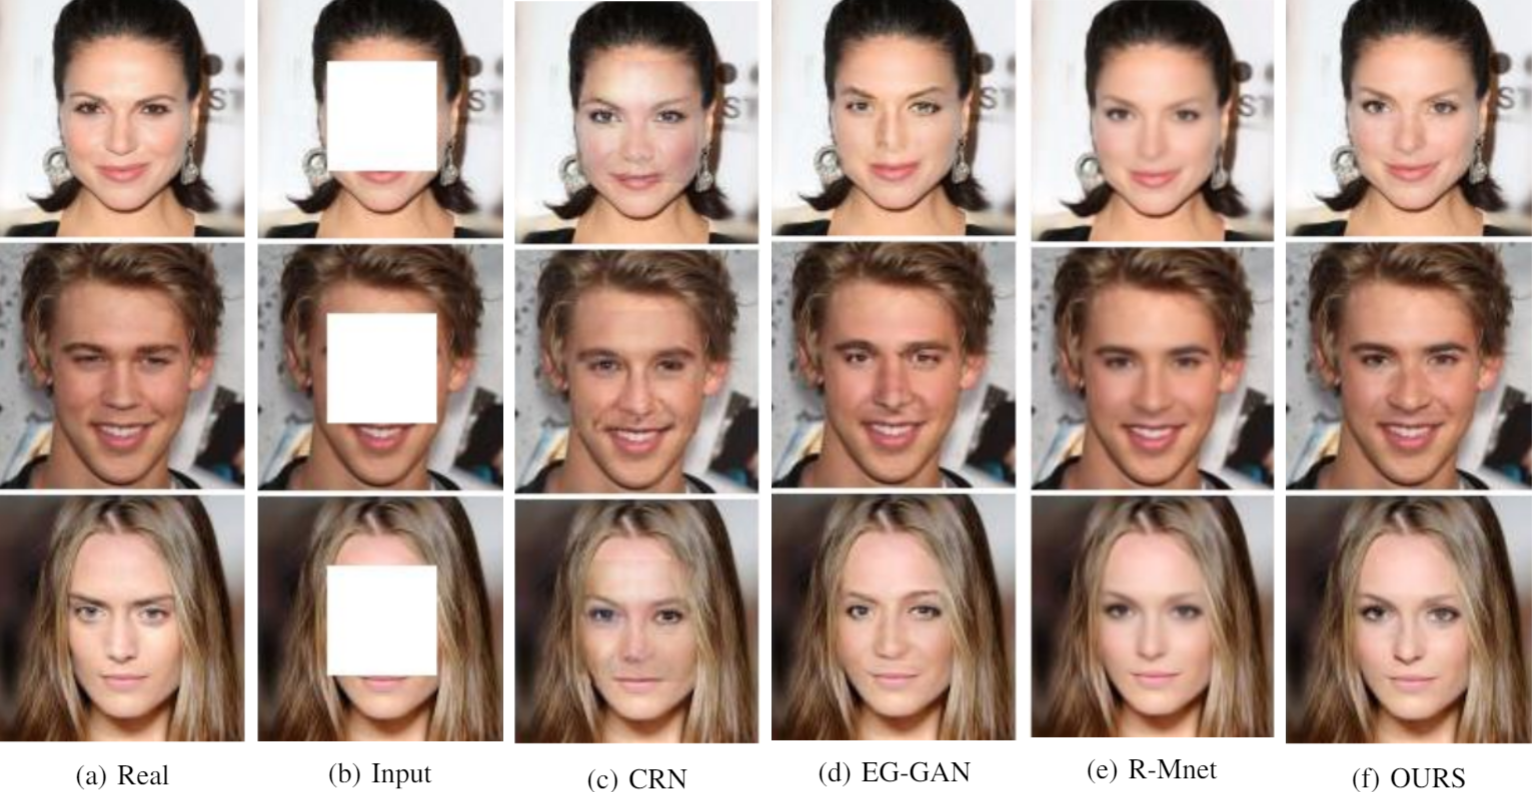 (a) Real
(b) Input
(c) CRN
(d) EG-GAN
(e) R-Mnet
(f) OURS